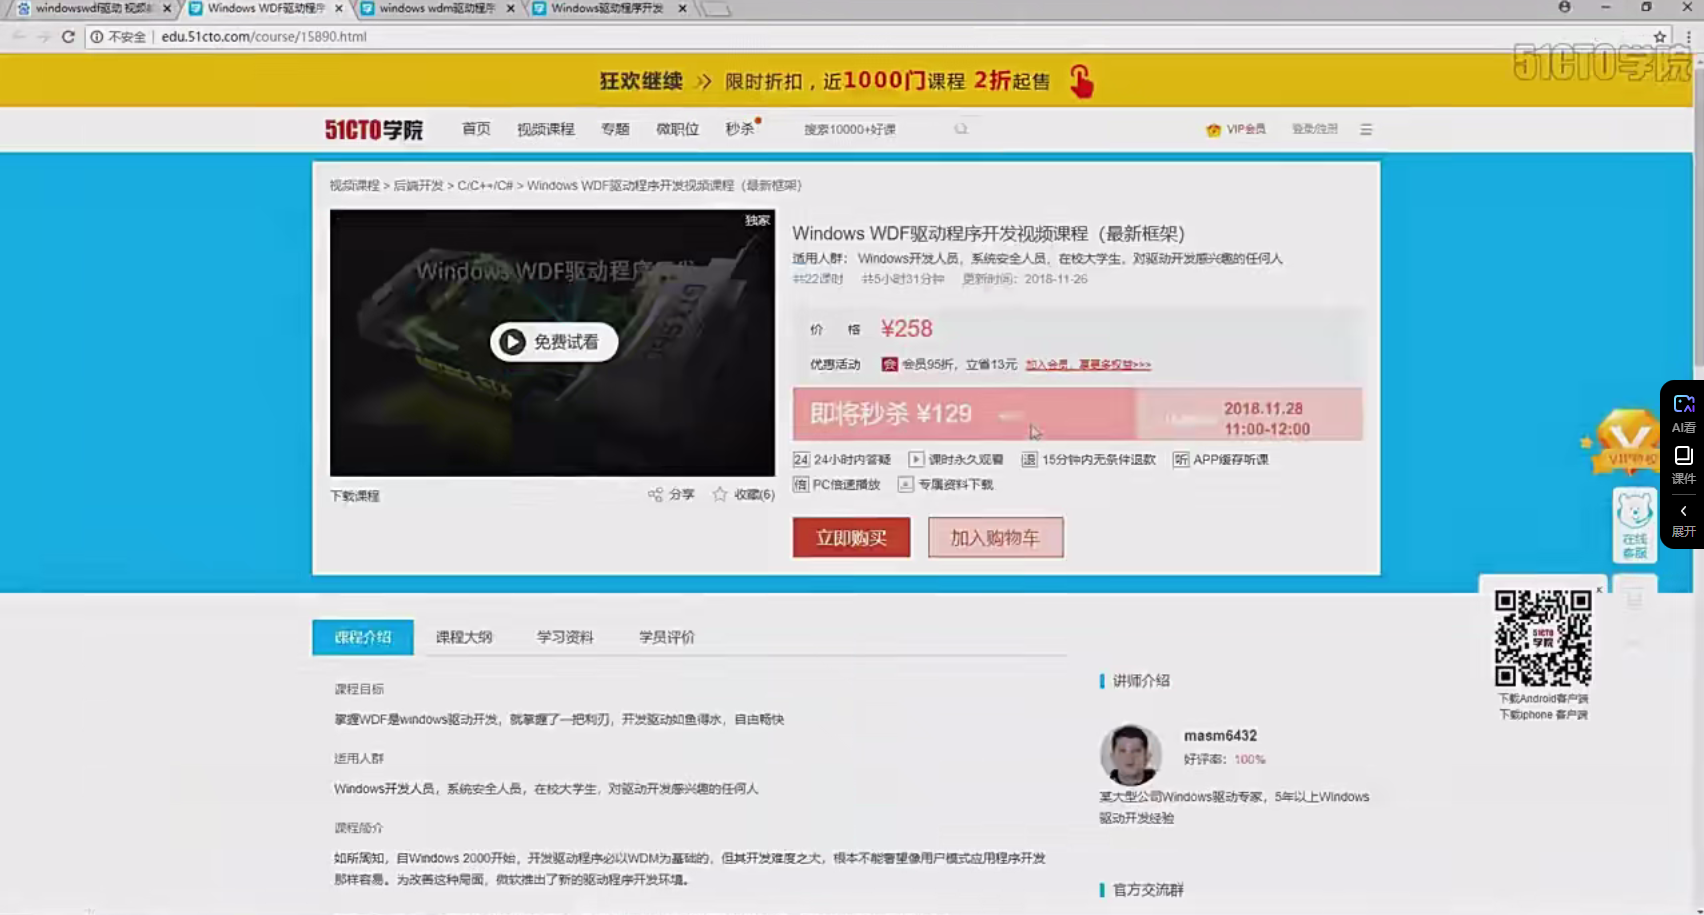 windowswdf驱动 视频
Windows WDF驱动程序
windows wdm驱动程序
Windows驱动程序开发
不安全 | edu.51cto.com/course/15890.html
51CTO学院
狂欢继续 >> 限时折扣，近1000门课程 2折起售
51CTO学院 首页 视频课程 专题 微职位 秒杀 搜索10000+好课 VIP会员 登录/注册
视频课程 > 后端开发 > C/C++/C# > Windows WDF驱动程序开发视频课程（最新框架）
独家
Windows WDF驱动程序开发
免费试看
Windows WDF驱动程序开发视频课程（最新框架）
适用人群： Windows开发人员，系统安全人员，在校大学生，对驱动开发感兴趣的任何人
共22课时 共5小时31分钟 更新时间：2018-11-26
价 格 ¥258
优惠活动 会 会员95折，立省13元 加入会员，享更多权益>>>
即将秒杀 ¥129
2018.11.28
11:00-12:00
24 24小时内答疑 课时永久观看 退 15分钟内无条件退款 听 APP缓存听课
倍 PC倍速播放 专属资料下载
下载课程 分享 收藏(6)
立即购买 加入购物车
AI看
课件
展开
在线
客服
51CTO
学院
下载Android客户端
下载iphone 客户端
课程介绍 课程大纲 学习资料 学员评价
课程目标
掌握WDF是windows驱动开发，就掌握了一把利刃，开发驱动如鱼得水，自由畅快
适用人群
Windows开发人员，系统安全人员，在校大学生，对驱动开发感兴趣的任何人
课程简介
如所周知，自Windows 2000开始，开发驱动程序必以WDM为基础的，但其开发难度之大，根本不能奢望像用户模式应用程序开发
那样容易。为改善这种局面，微软推出了新的驱动程序开发环境。
讲师介绍
masm6432
好评率：100%
某大型公司Windows驱动专家，5年以上Windows
驱动开发经验
官方交流群